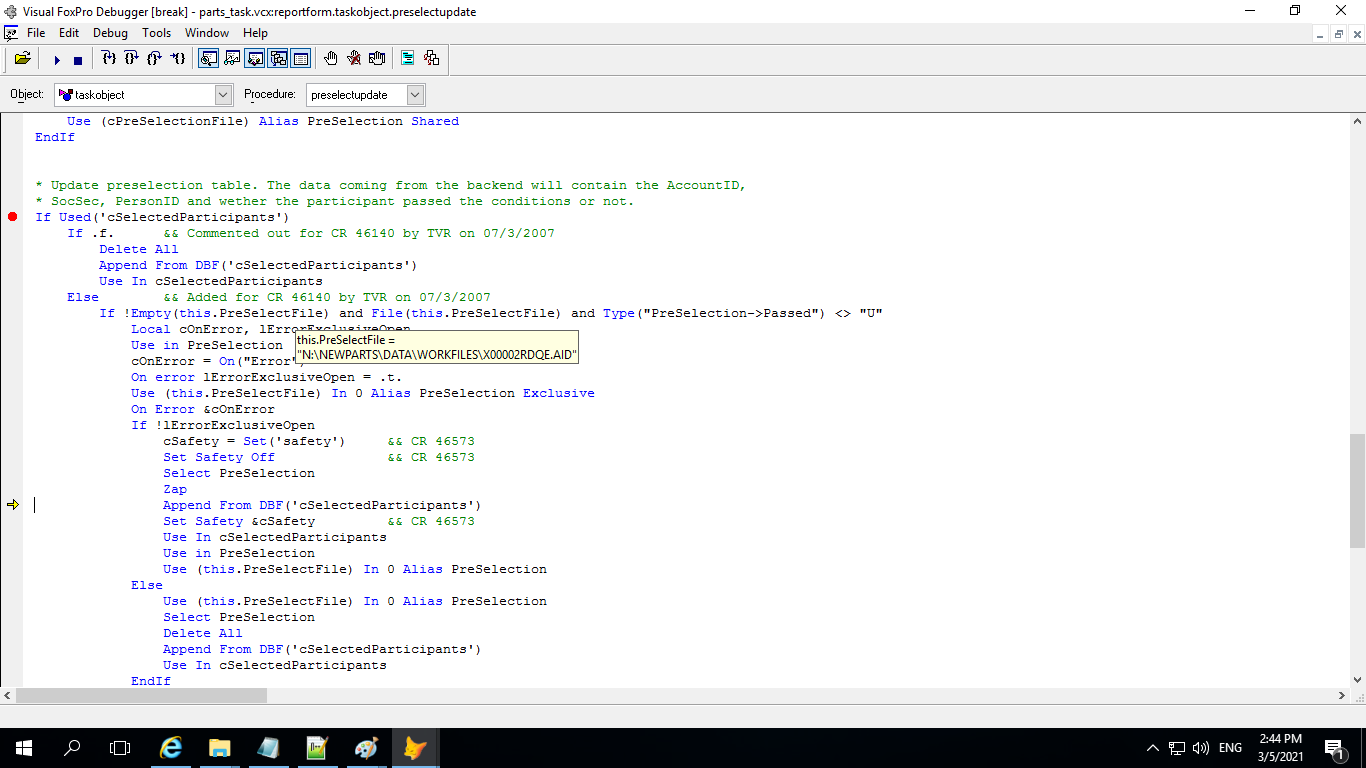 Visual FoxPro Debugger [break] - parts_task.vcx:reportform.taskobject.preselectupdate
File Edit Debug Tools Window Help
Object: taskobject Procedure: preselectupdate
Use (cPreSelectionFile) Alias PreSelection Shared
EndIf
* Update preselection table. The data coming from the backend will contain the AccountID,
* SocSec, PersonID and wether the participant passed the conditions or not.
If Used('cSelectedParticipants')
If .f. && Commented out for CR 46140 by TVR on 07/3/2007
Delete All
Append From DBF('cSelectedParticipants')
Use In cSelectedParticipants
Else && Added for CR 46140 by TVR on 07/3/2007
If !Empty(this.PreSelectFile) and File(this.PreSelectFile) and Type("PreSelection->Passed") <> "U"
Local cOnError, lErrorExclusiveOpen
Use in PreSelection
this.PreSelectFile =
"N:\NEWPARTS\DATA\WORKFILES\X00002RDQE.AID"
cOnError = On("Error")
On error lErrorExclusiveOpen = .t.
Use (this.PreSelectFile) In 0 Alias PreSelection Exclusive
On Error &cOnError
If !lErrorExclusiveOpen
cSafety = Set('safety') && CR 46573
Set Safety Off && CR 46573
Select PreSelection
Zap
Append From DBF('cSelectedParticipants')
Set Safety &cSafety && CR 46573
Use In cSelectedParticipants
Use in PreSelection
Use (this.PreSelectFile) In 0 Alias PreSelection
Else
Use (this.PreSelectFile) In 0 Alias PreSelection
Select PreSelection
Delete All
Append From DBF('cSelectedParticipants')
Use In cSelectedParticipants
EndIf
ENG
2:44 PM
3/5/2021
1